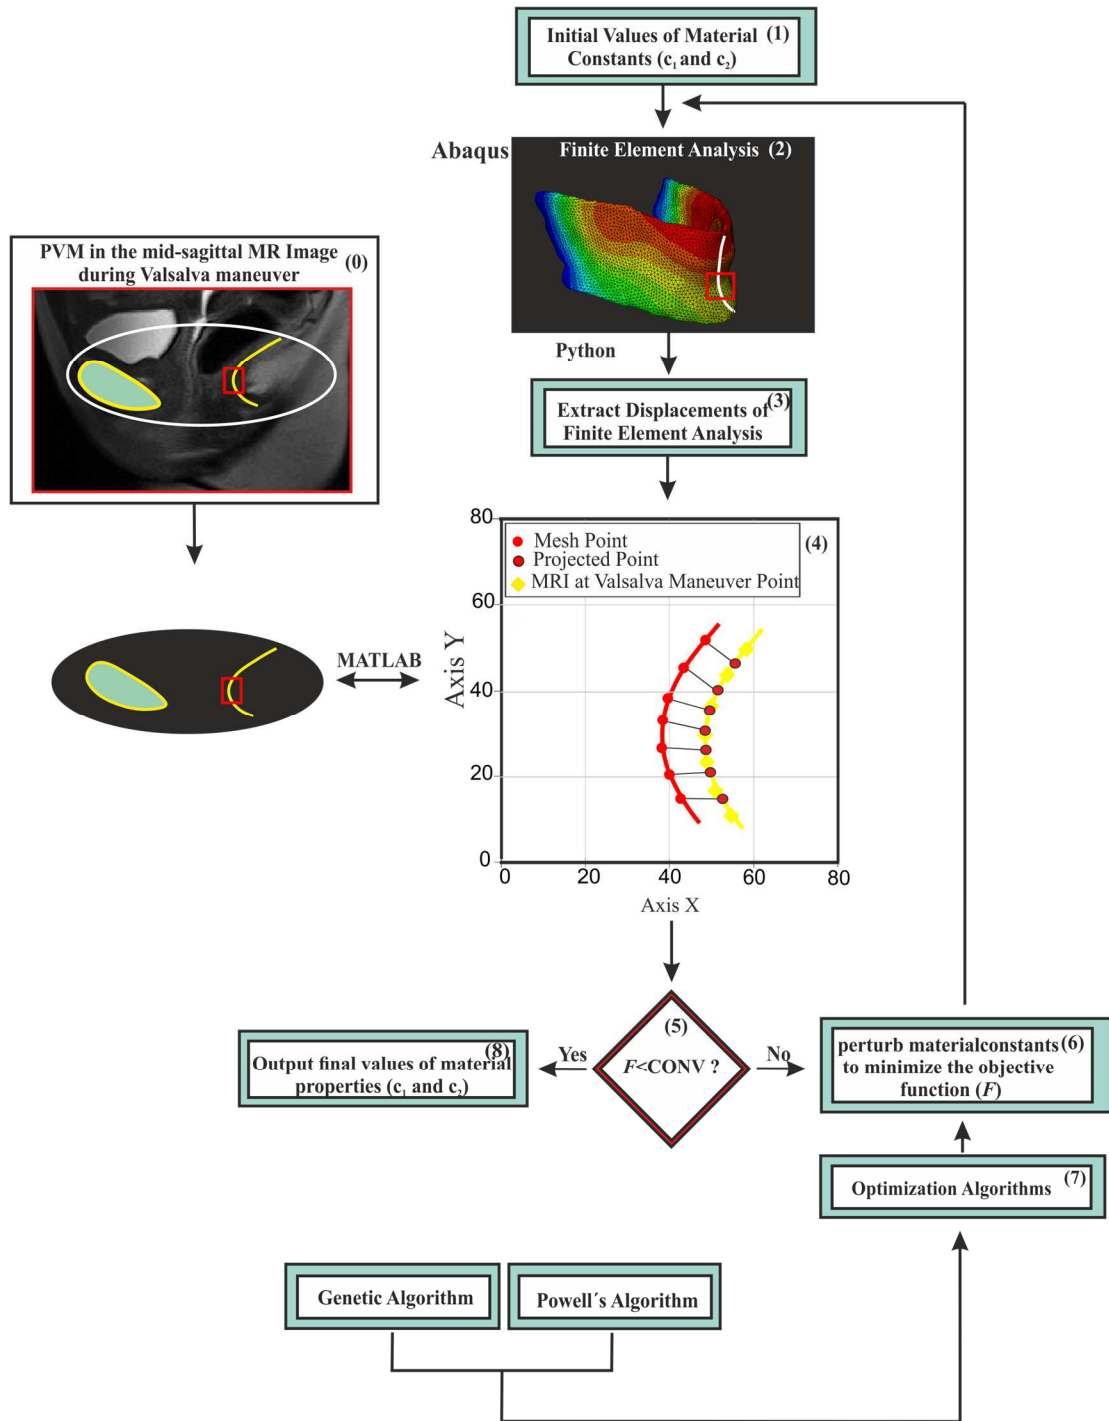 Initial Values of Material (1)
Constants (c1 and c2)
Abaqus
Finite Element Analysis (2)
PVM in the mid-sagittal MR Image
during Valsalva maneuver
(0)
Python
Extract Displacements of (3)
Finite Element Analysis
MATLAB
80
60
40
20
0
Axis Y
Mesh Point
Projected Point
MRI at Valsalva Maneuver Point
(4)
0 20 40 60 80
Axis X
(5)
F<CONV ?
Yes
No
Output final values of material (8)
properties (c1 and c2)
perturb materialconstants (6)
to minimize the objective
function (F)
Optimization Algorithms (7)
Genetic Algorithm
Powell´s Algorithm